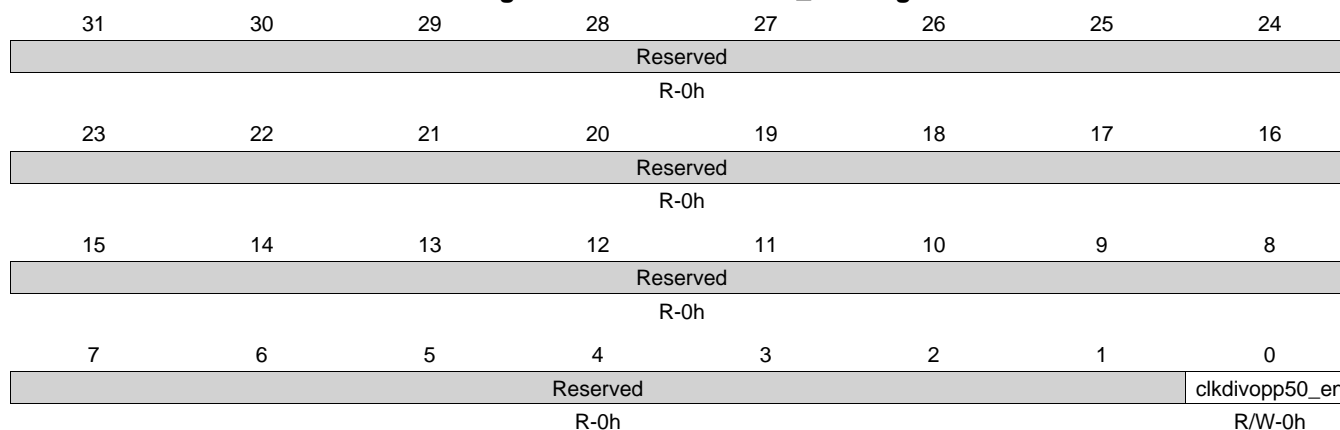 31 30 29 28 27 26 25 24
Reserved
R-0h
23 22 21 20 19 18 17 16
Reserved
R-0h
15 14 13 12 11 10 9 8
Reserved
R-0h
7 6 5 4 3 2 1 0
Reserved clkdivopp50_en
R-0h R/W-0h